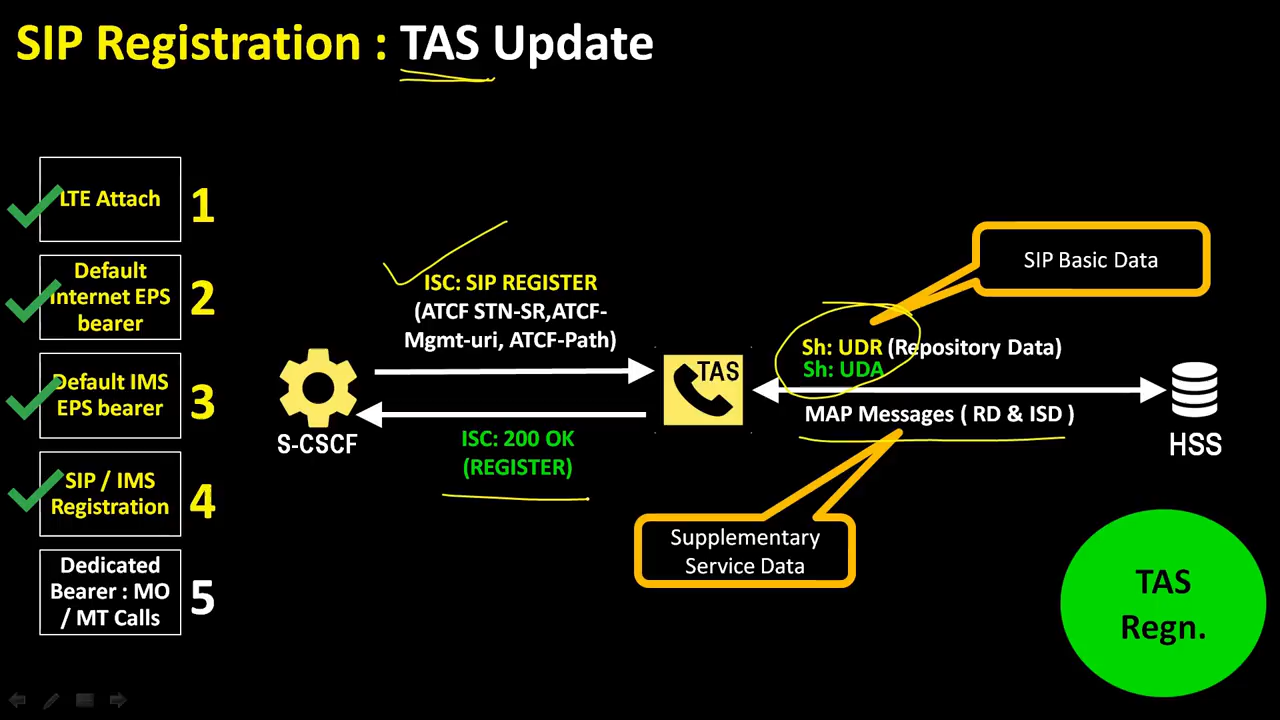 SIP Registration : TAS Update
LTE Attach
1
Default
Internet EPS
bearer
2
Default IMS
EPS bearer
3
SIP / IMS
Registration
4
Dedicated
Bearer : MO
/ MT Calls
5
ISC: SIP REGISTER
(ATCF STN-SR,ATCF-
Mgmt-uri, ATCF-Path)
S-CSCF
ISC: 200 OK
(REGISTER)
TAS
SIP Basic Data
Sh: UDR (Repository Data)
Sh: UDA
MAP Messages ( RD & ISD )
HSS
Supplementary
Service Data
TAS
Regn.